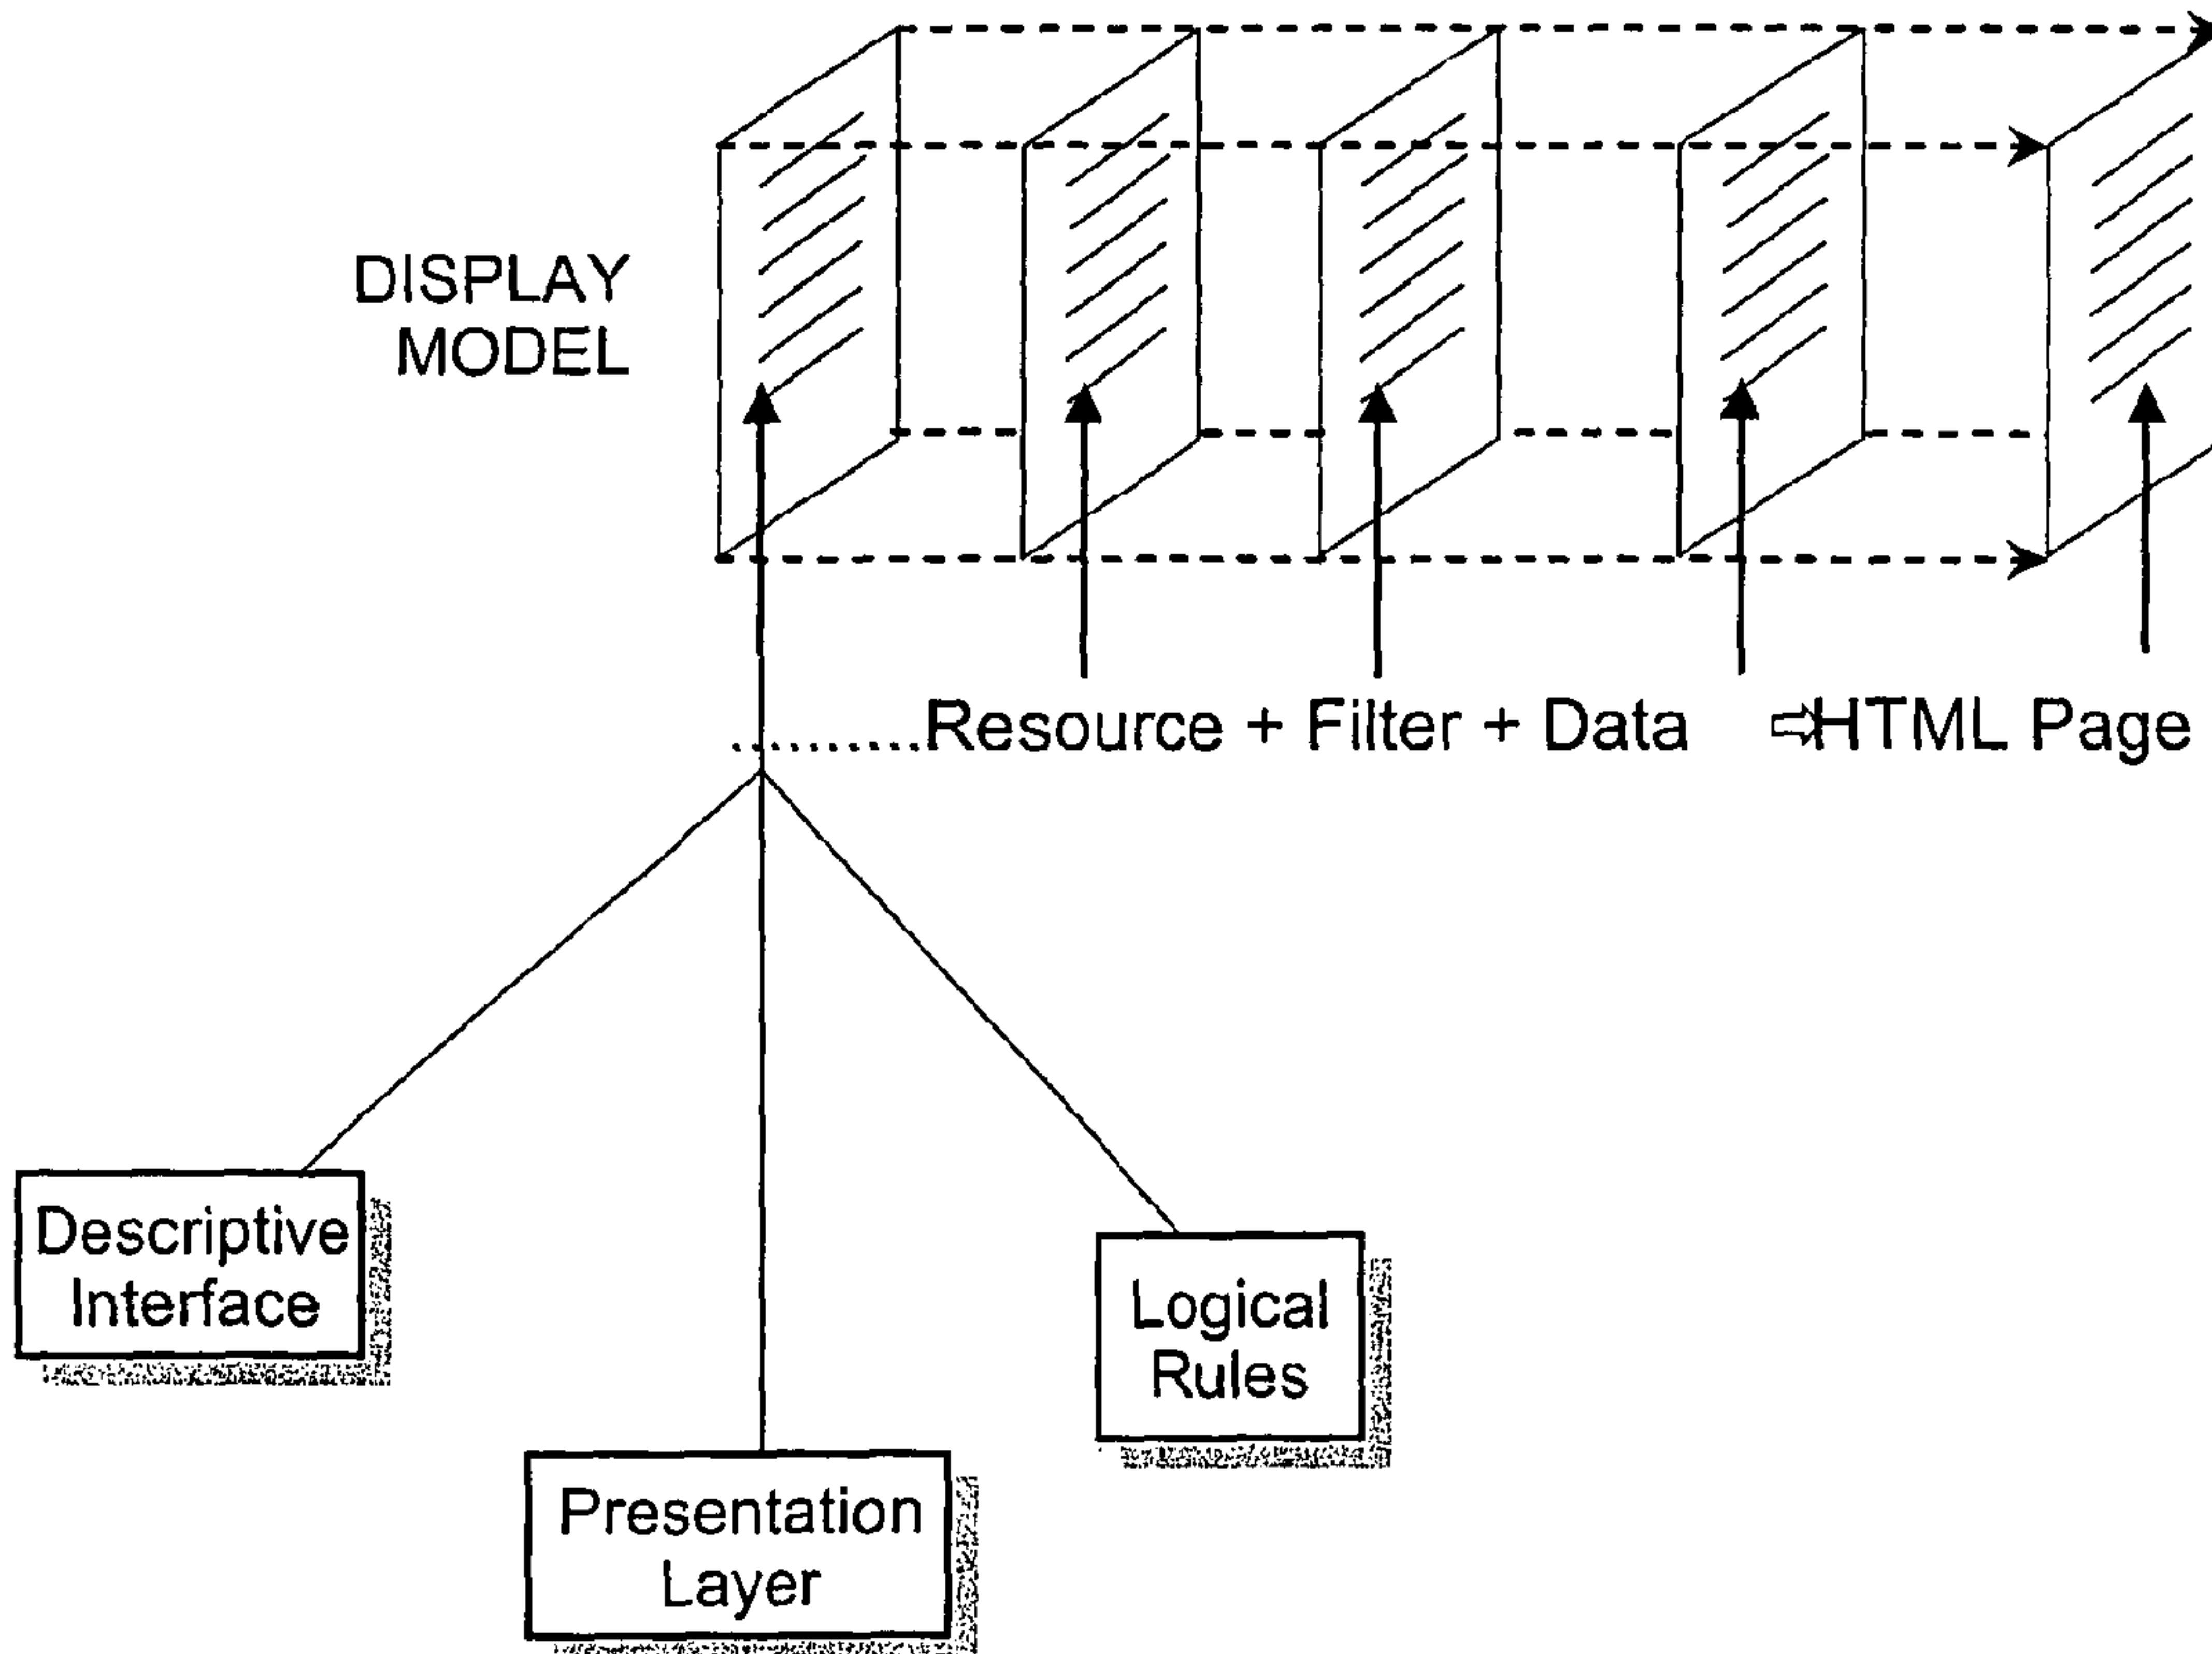 DISPLAY
MODEL
Resource + Filter + Data ⇨HTML Page
Descriptive
Interface
Logical
Rules
Presentation
Layer